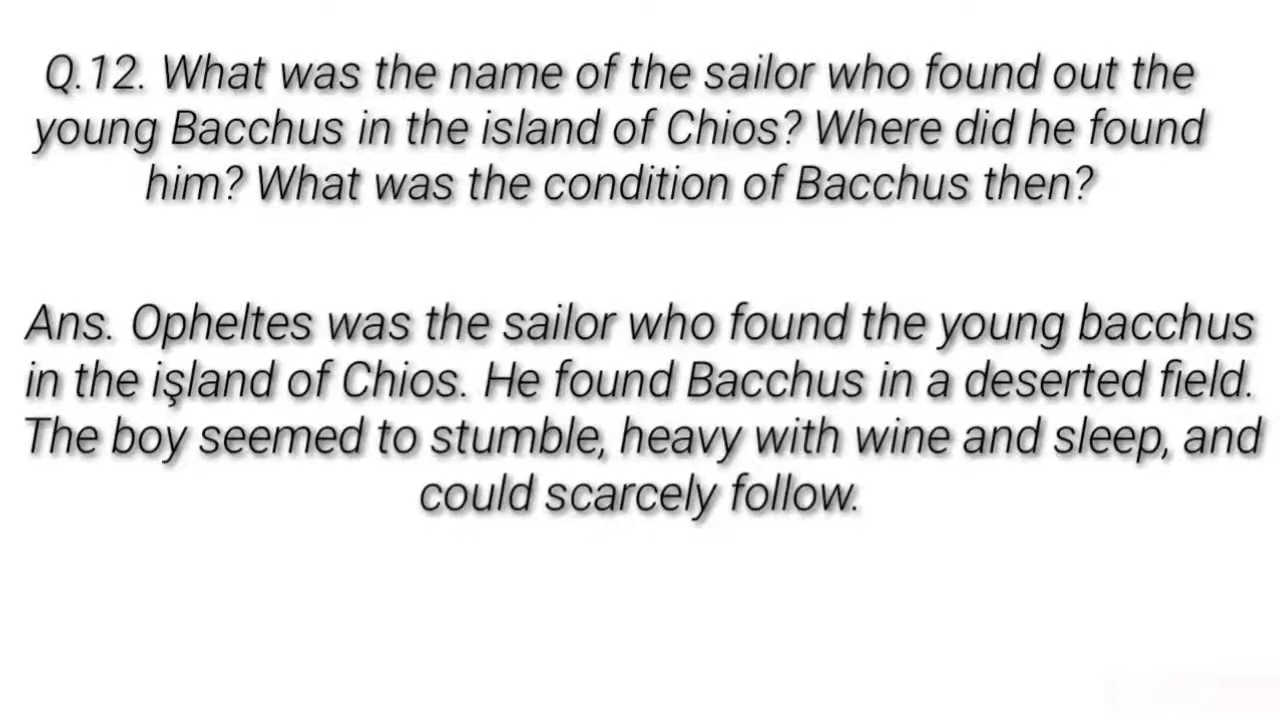 Q.12. What was the name of the sailor who found out the
young Bacchus in the island of Chios? Where did he found
him? What was the condition of Bacchus then?
Ans. Opheltes was the sailor who found the young bacchus
in the işland of Chios. He found Bacchus in a deserted field.
The boy seemed to stumble, heavy with wine and sleep, and
could scarcely follow.